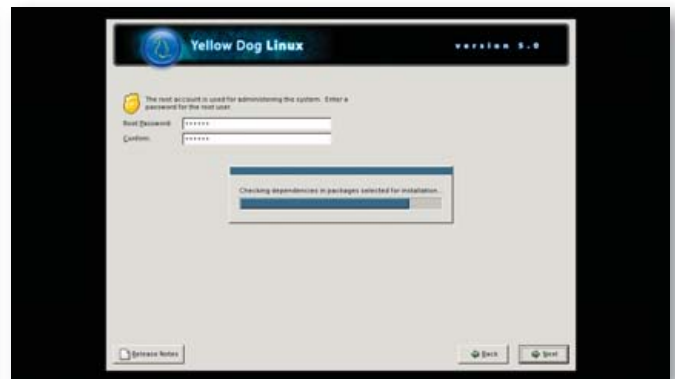 Yellow Dog Linux
version 5.0
The root account is used for administering the system. Enter a
password for the root user.
Root Password:
Confirm:
Checking dependencies in packages selected for installation...
Release Notes
Back
Next